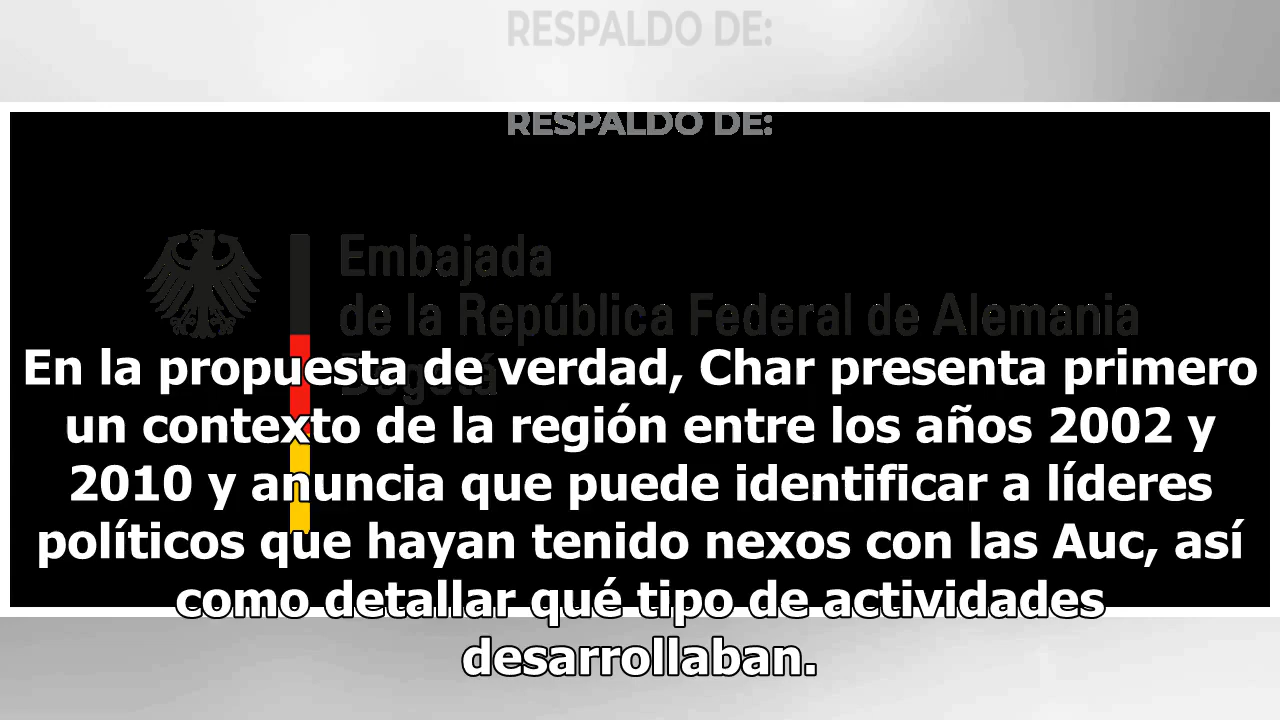 RESPALDO DE:
RESPALDO DE:
Embajada
de la República Federal de Alemania
Bogotá
En la propuesta de verdad, Char presenta primero
un contexto de la región entre los años 2002 y
2010 y anuncia que puede identificar a líderes
políticos que hayan tenido nexos con las Auc, así
como detallar qué tipo de actividades
desarrollaban.